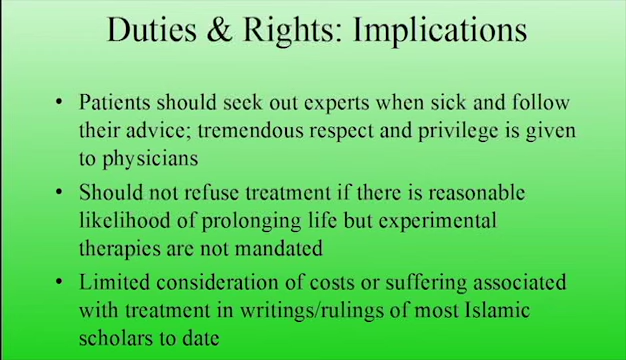 Duties & Rights: Implications
• Patients should seek out experts when sick and follow
their advice; tremendous respect and privilege is given
to physicians
• Should not refuse treatment if there is reasonable
likelihood of prolonging life but experimental
therapies are not mandated
• Limited consideration of costs or suffering associated
with treatment in writings/rulings of most Islamic
scholars to date